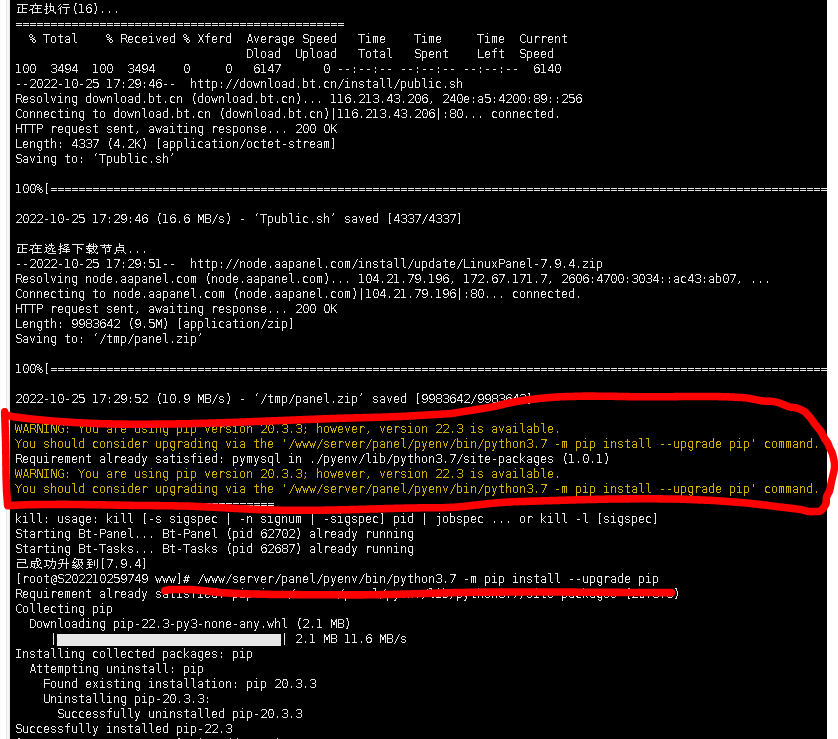 正在执行(16)...
===============================================
% Total % Received % Xferd Average Speed Time Time Time Current
Dload Upload Total Spent Left Speed
100 3494 100 3494 0 0 6147 0 --:--:-- --:--:-- --:--:-- 6140
--2022-10-25 17:29:46-- http://download.bt.cn/install/public.sh
Resolving download.bt.cn (download.bt.cn)... 116.213.43.206, 240e:a5:4200:89::256
Connecting to download.bt.cn (download.bt.cn)|116.213.43.206|:80... connected.
HTTP request sent, awaiting response... 200 OK
Length: 4337 (4.2K) [application/octet-stream]
Saving to: ‘Tpublic.sh’
100%[================================================================================
2022-10-25 17:29:46 (16.6 MB/s) - ‘Tpublic.sh’ saved [4337/4337]
正在选择下载节点...
--2022-10-25 17:29:51-- http://node.aapanel.com/install/update/LinuxPanel-7.9.4.zip
Resolving node.aapanel.com (node.aapanel.com)... 104.21.79.196, 172.67.171.7, 2606:4700:3034::ac43:ab07, ...
Connecting to node.aapanel.com (node.aapanel.com)|104.21.79.196|:80... connected.
HTTP request sent, awaiting response... 200 OK
Length: 9983642 (9.5M) [application/zip]
Saving to: ‘/tmp/panel.zip’
100%[================================================================================
2022-10-25 17:29:52 (10.9 MB/s) - ‘/tmp/panel.zip’ saved [9983642/9983642]
WARNING: You are using pip version 20.3.3; however, version 22.3 is available.
You should consider upgrading via the '/www/server/panel/pyenv/bin/python3.7 -m pip install --upgrade pip' command.
Requirement already satisfied: pymysql in ./pyenv/lib/python3.7/site-packages (1.0.1)
WARNING: You are using pip version 20.3.3; however, version 22.3 is available.
You should consider upgrading via the '/www/server/panel/pyenv/bin/python3.7 -m pip install --upgrade pip' command.
kill: usage: kill [-s sigspec | -n signum | -sigspec] pid | jobspec ... or kill -l [sigspec]
Starting Bt-Panel... Bt-Panel (pid 62702) already running
Starting Bt-Tasks... Bt-Tasks (pid 62687) already running
己成功升级到[7.9.4]
[root@S202210259749 www]# /www/server/panel/pyenv/bin/python3.7 -m pip install --upgrade pip
Requirement already satisfied:
Collecting pip
Downloading pip-22.3-py3-none-any.whl (2.1 MB)
| | 2.1 MB 11.6 MB/s
Installing collected packages: pip
Attempting uninstall: pip
Found existing installation: pip 20.3.3
Uninstalling pip-20.3.3:
Successfully uninstalled pip-20.3.3
Successfully installed pip-22.3